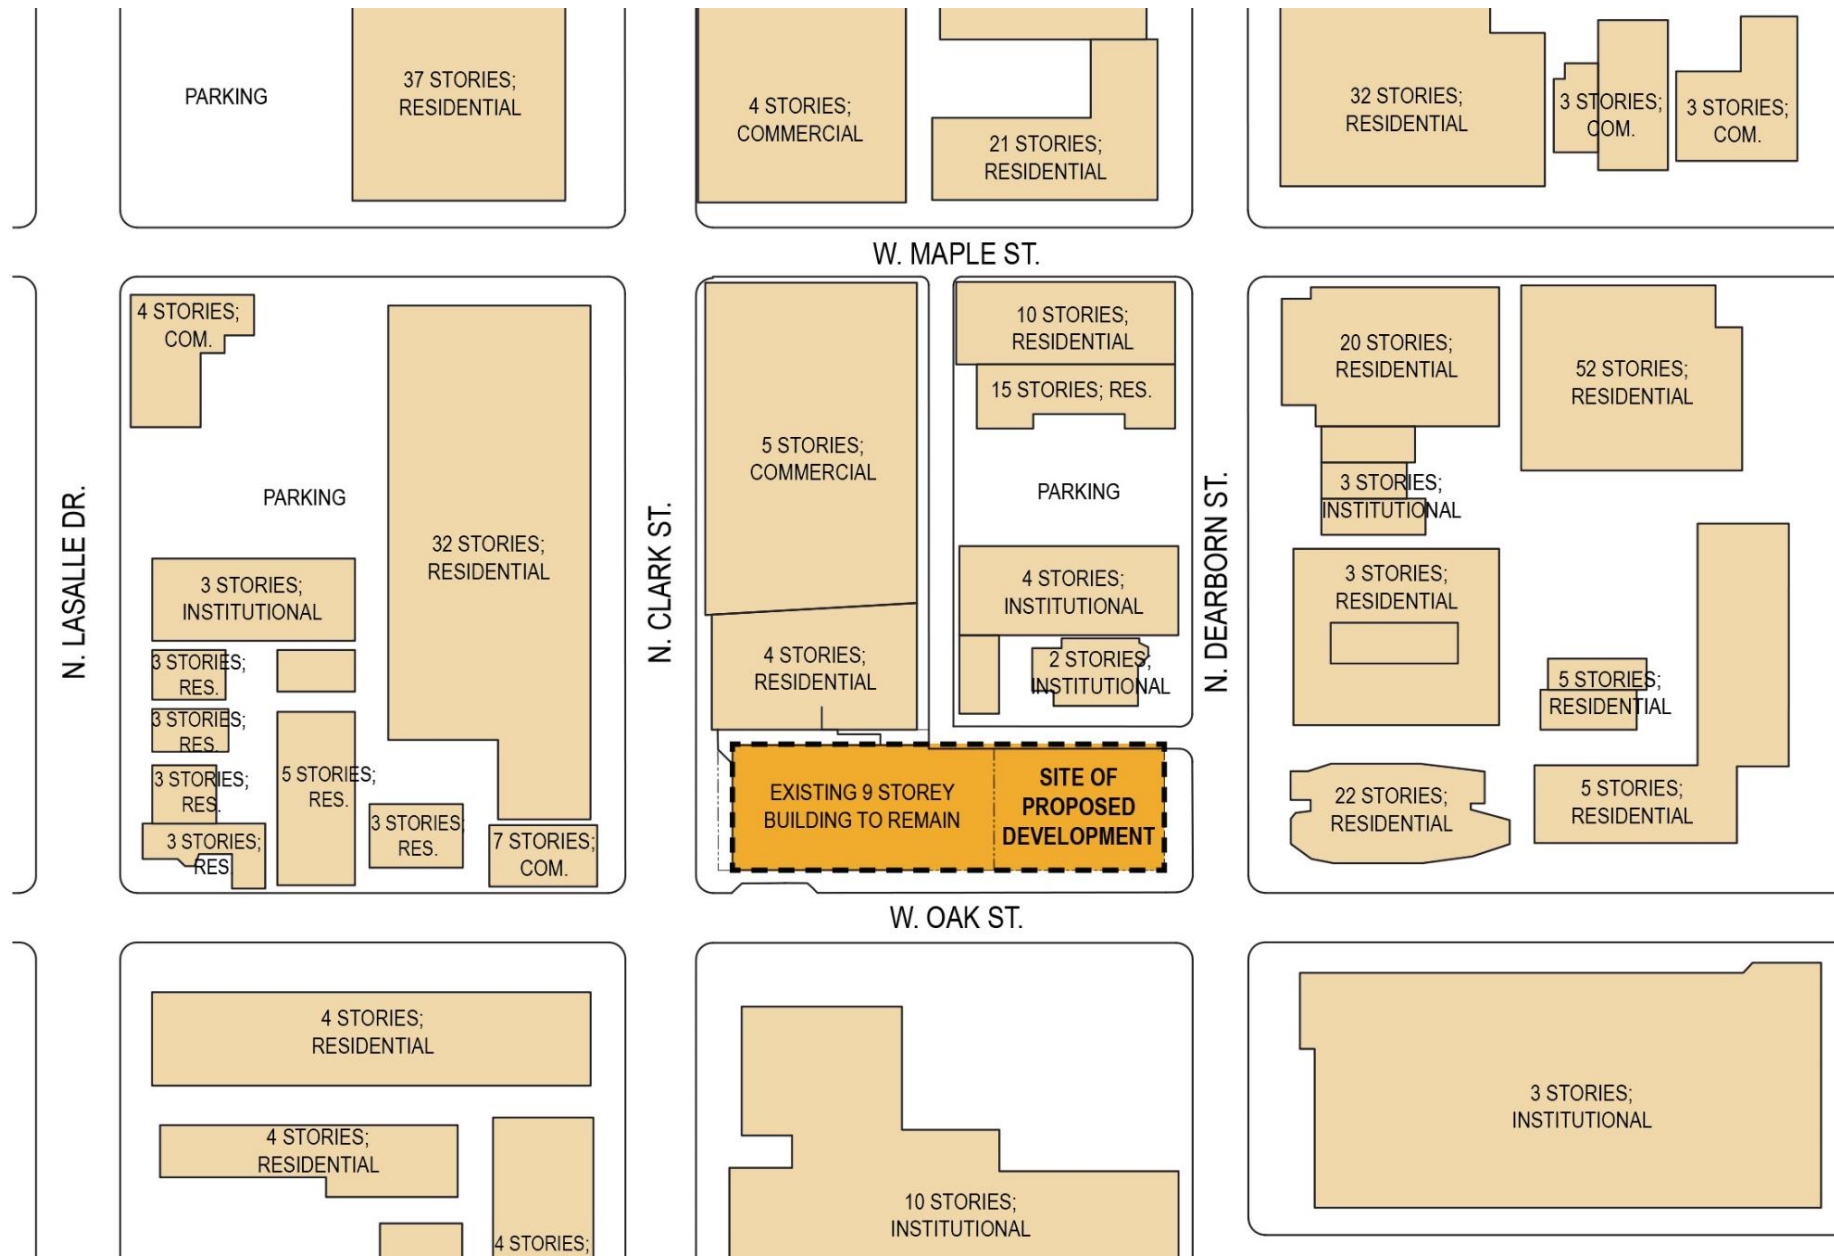 PARKING
37 STORIES;
RESIDENTIAL
4 STORIES;
COMMERCIAL
21 STORIES;
RESIDENTIAL
32 STORIES;
RESIDENTIAL
3 STORIES;
COM.
3 STORIES;
COM.
W. MAPLE ST.
4 STORIES;
COM.
PARKING
32 STORIES;
RESIDENTIAL
3 STORIES;
INSTITUTIONAL
3 STORIES;
RES.
3 STORIES;
RES.
3 STORIES;
RES.
3 STORIES;
RES.
5 STORIES;
RES.
3 STORIES;
RES.
7 STORIES;
COM.
N. LASALLE DR.
N. CLARK ST.
5 STORIES;
COMMERCIAL
4 STORIES;
RESIDENTIAL
10 STORIES;
RESIDENTIAL
15 STORIES; RES.
PARKING
4 STORIES;
INSTITUTIONAL
2 STORIES;
INSTITUTIONAL
EXISTING 9 STOREY
BUILDING TO REMAIN
SITE OF
PROPOSED
DEVELOPMENT
N. DEARBORN ST.
20 STORIES;
RESIDENTIAL
52 STORIES;
RESIDENTIAL
3 STORIES;
INSTITUTIONAL
3 STORIES;
RESIDENTIAL
5 STORIES;
RESIDENTIAL
22 STORIES;
RESIDENTIAL
5 STORIES;
RESIDENTIAL
W. OAK ST.
4 STORIES;
RESIDENTIAL
4 STORIES;
RESIDENTIAL
4 STORIES;
10 STORIES;
INSTITUTIONAL
3 STORIES;
INSTITUTIONAL